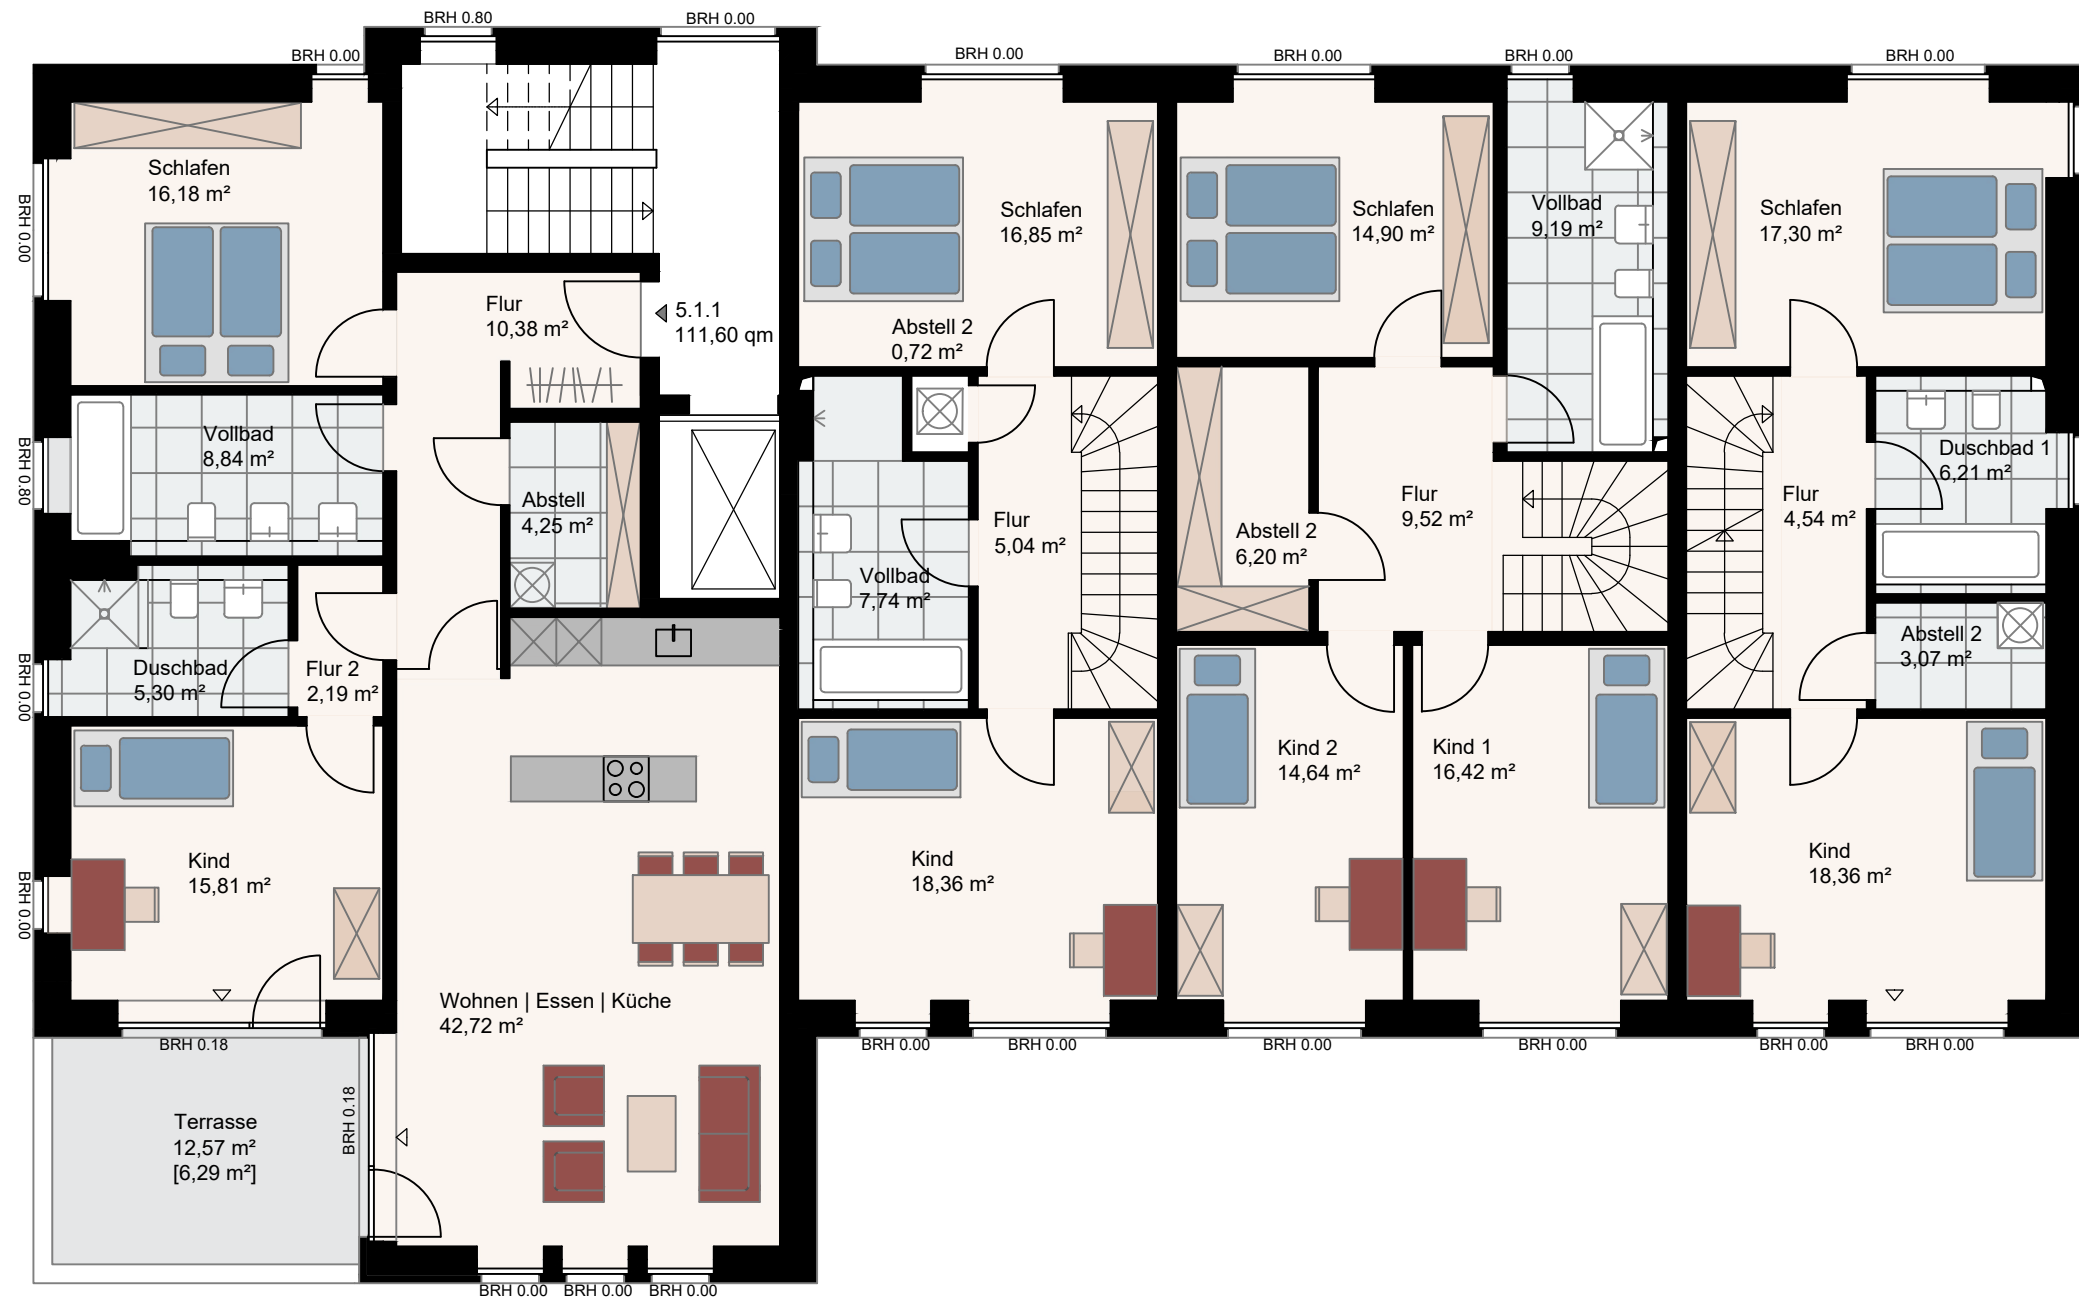 BRH 0.80
BRH 0.00
BRH 0.00
BRH 0.00
BRH 0.00
BRH 0.00
BRH 0.00
Schlafen
16,18 m²
BRH 0.00
Flur
10,38 m²
5.1.1
111,60 qm
Vollbad
8,84 m²
BRH 0.80
Abstell
4,25 m²
Duschbad
5,30 m²
BRH 0.00
Flur 2
2,19 m²
Kind
15,81 m²
BRH 0.00
BRH 0.18
Wohnen | Essen | Küche
42,72 m²
Terrasse
12,57 m²
[6,29 m²]
BRH 0.18
BRH 0.00
BRH 0.00
BRH 0.00
Schlafen
16,85 m²
Abstell 2
0,72 m²
Flur
5,04 m²
Vollbad
7,74 m²
Kind
18,36 m²
BRH 0.00
BRH 0.00
Schlafen
14,90 m²
Vollbad
9,19 m²
Flur
9,52 m²
Abstell 2
6,20 m²
Kind 2
14,64 m²
Kind 1
16,42 m²
BRH 0.00
BRH 0.00
Schlafen
17,30 m²
Duschbad 1
6,21 m²
Flur
4,54 m²
Abstell 2
3,07 m²
Kind
18,36 m²
BRH 0.00
BRH 0.00